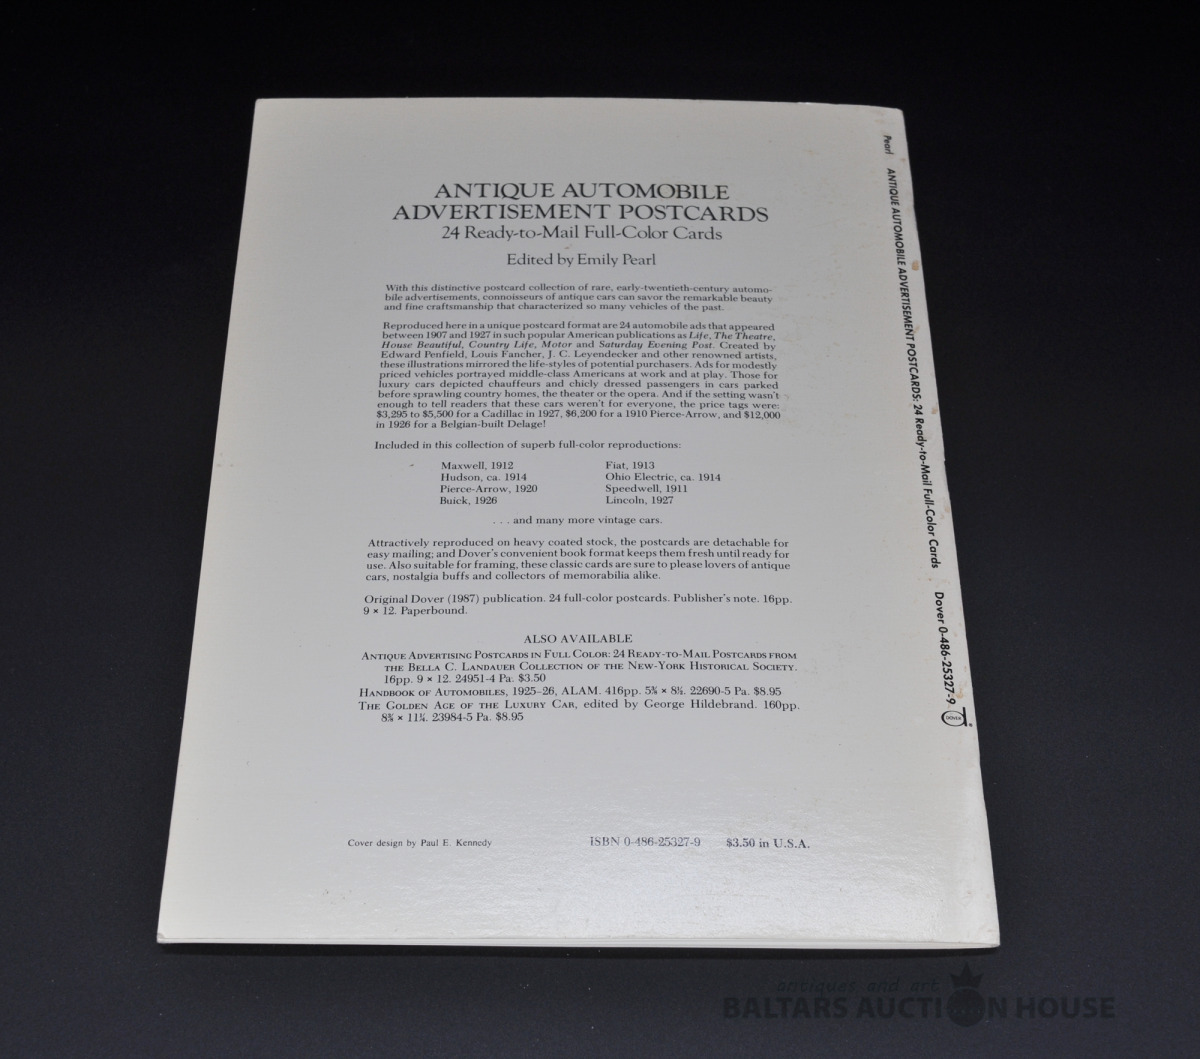 ANTIQUE AUTOMOBILE
ADVERTISEMENT POSTCARDS
24 Ready-to-Mail Full-Color Cards
Edited by Emily Pearl
With this distinctive postcard collection of rare, early-twentieth-century automo-
bile advertisements, connoisseurs of antique cars can savor the remarkable beauty
and fine craftsmanship that characterized so many vehicles of the past.
Reproduced here in a unique postcard format are 24 automobile ads that appeared
between 1907 and 1927 in such popular American publications as Life, The Theatre,
House Beautiful, Country Life, Motor and Saturday Evening Post. Created by
Edward Penfield, Louis Fancher, J. C. Leyendecker and other renowned artists,
these illustrations mirrored the life-styles of potential purchasers. Ads for modestly
priced vehicles portrayed middle-class Americans at work and at play. Those for
luxury cars depicted chauffeurs and chicly dressed passengers in cars parked
before sprawling country homes, the theater or the opera. And if the setting wasn't
enough to tell readers that these cars weren't for everyone, the price tags were:
$3,295 to $5,500 for a Cadillac in 1927, $6,200 for a 1910 Pierce-Arrow, and $12,000
in 1926 for a Belgian-built Delage!
Included in this collection of superb full-color reproductions:
Maxwell, 1912
Hudson, ca. 1914
Pierce-Arrow, 1920
Buick, 1926
Fiat, 1913
Ohio Electric, ca. 1914
Speedwell, 1911
Lincoln, 1927
. . . and many more vintage cars.
Attractively reproduced on heavy coated stock, the postcards are detachable for
easy mailing; and Dover's convenient book format keeps them fresh until ready for
use. Also suitable for framing, these classic cards are sure to please lovers of antique
cars, nostalgia buffs and collectors of memorabilia alike.
Original Dover (1987) publication. 24 full-color postcards. Publisher's note. 16pp.
9 × 12. Paperbound.
ALSO AVAILABLE
ANTIQUE ADVERTISING POSTCARDS IN FULL COLOR: 24 READY-TO-MAIL POSTCARDS FROM
THE BELLA C. LANDAUER COLLECTION OF THE NEW-YORK HISTORICAL SOCIETY.
16pp. 9 × 12. 24951-4 Pa. $3.50
HANDBOOK OF AUTOMOBILES, 1925-26, ALAM. 416pp. 5⅜ × 8½. 22690-5 Pa. $8.95
THE GOLDEN AGE OF THE LUXURY CAR, edited by George Hildebrand. 160pp.
8⅜ × 11¼. 23984-5 Pa. $8.95
Cover design by Paul E. Kennedy
ISBN 0-486-25327-9
$3.50 in U.S.A.
Pearl ANTIQUE AUTOMOBILE ADVERTISEMENT POSTCARDS: 24 Ready-to-Mail Full-Color Cards Dover 0-486-25327-9
DOVER
antiques and art
BALTARS AUCTION HOUSE